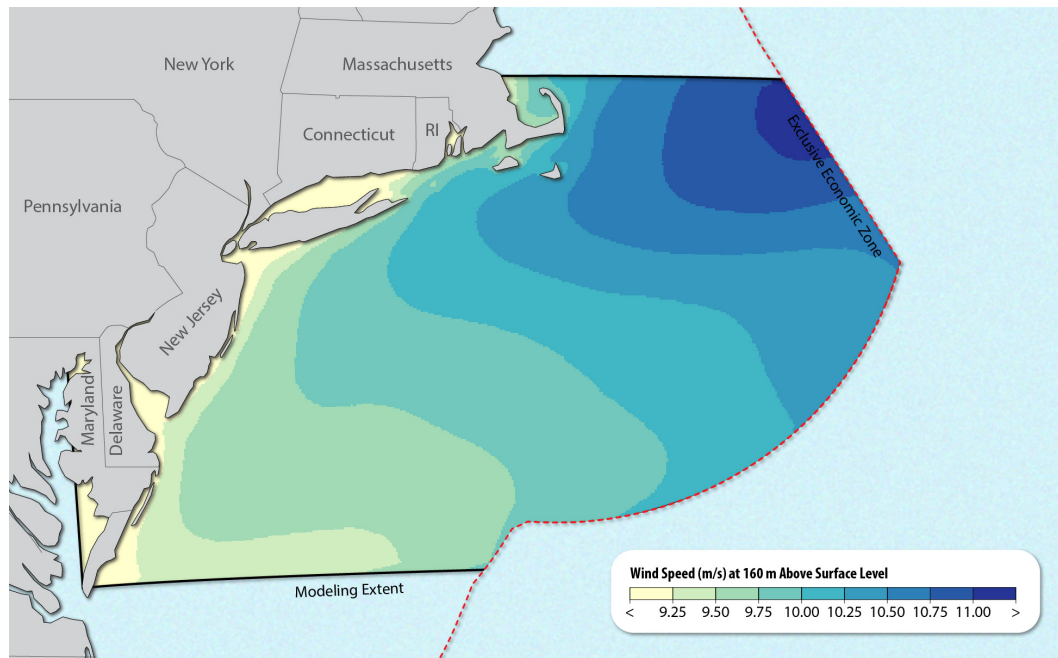 New York
Massachusetts
Connecticut
RI
Pennsylvania
New Jersey
Maryland
Delaware
Exclusive Economic Zone
Modeling Extent
Wind Speed (m/s) at 160 m Above Surface Level
< 9.25 9.50 9.75 10.00 10.25 10.50 10.75 11.00 >